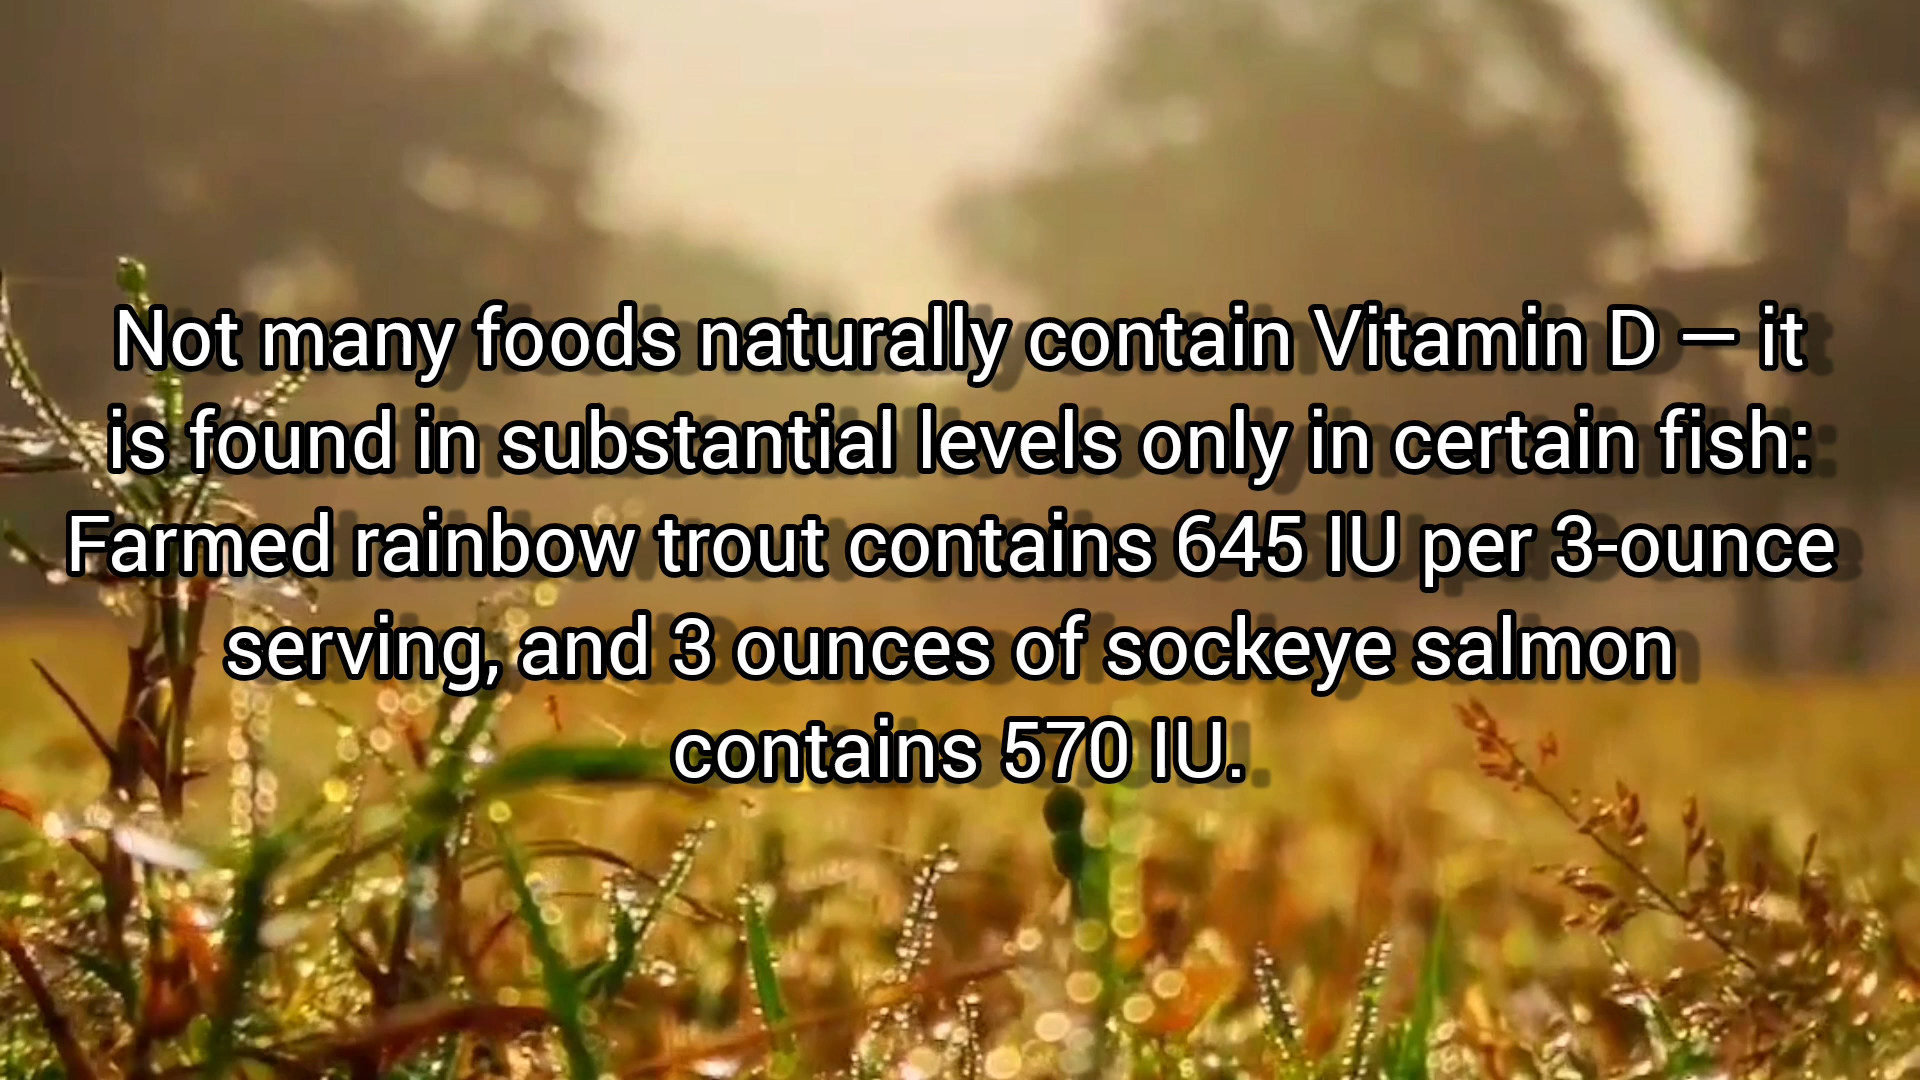 Not many foods naturally contain Vitamin D — it
is found in substantial levels only in certain fish:
Farmed rainbow trout contains 645 IU per 3-ounce
serving, and 3 ounces of sockeye salmon
contains 570 IU.